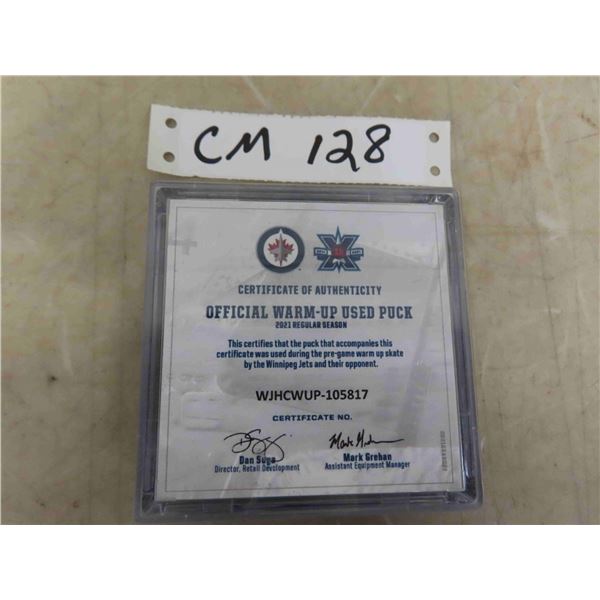 CM 128
CERTIFICATE OF AUTHENTICITY
OFFICIAL WARM-UP USED PUCK
2021 REGULAR SEASON
This certifies that the puck that accompanies this
certificate was used during the pre-game warm up skate
by the Winnipeg Jets and their opponent.
WJHCWUP-105817
CERTIFICATE NO.
Dan Suga Mark Grehan
Director, Retail Development Assistant Equipment Manager